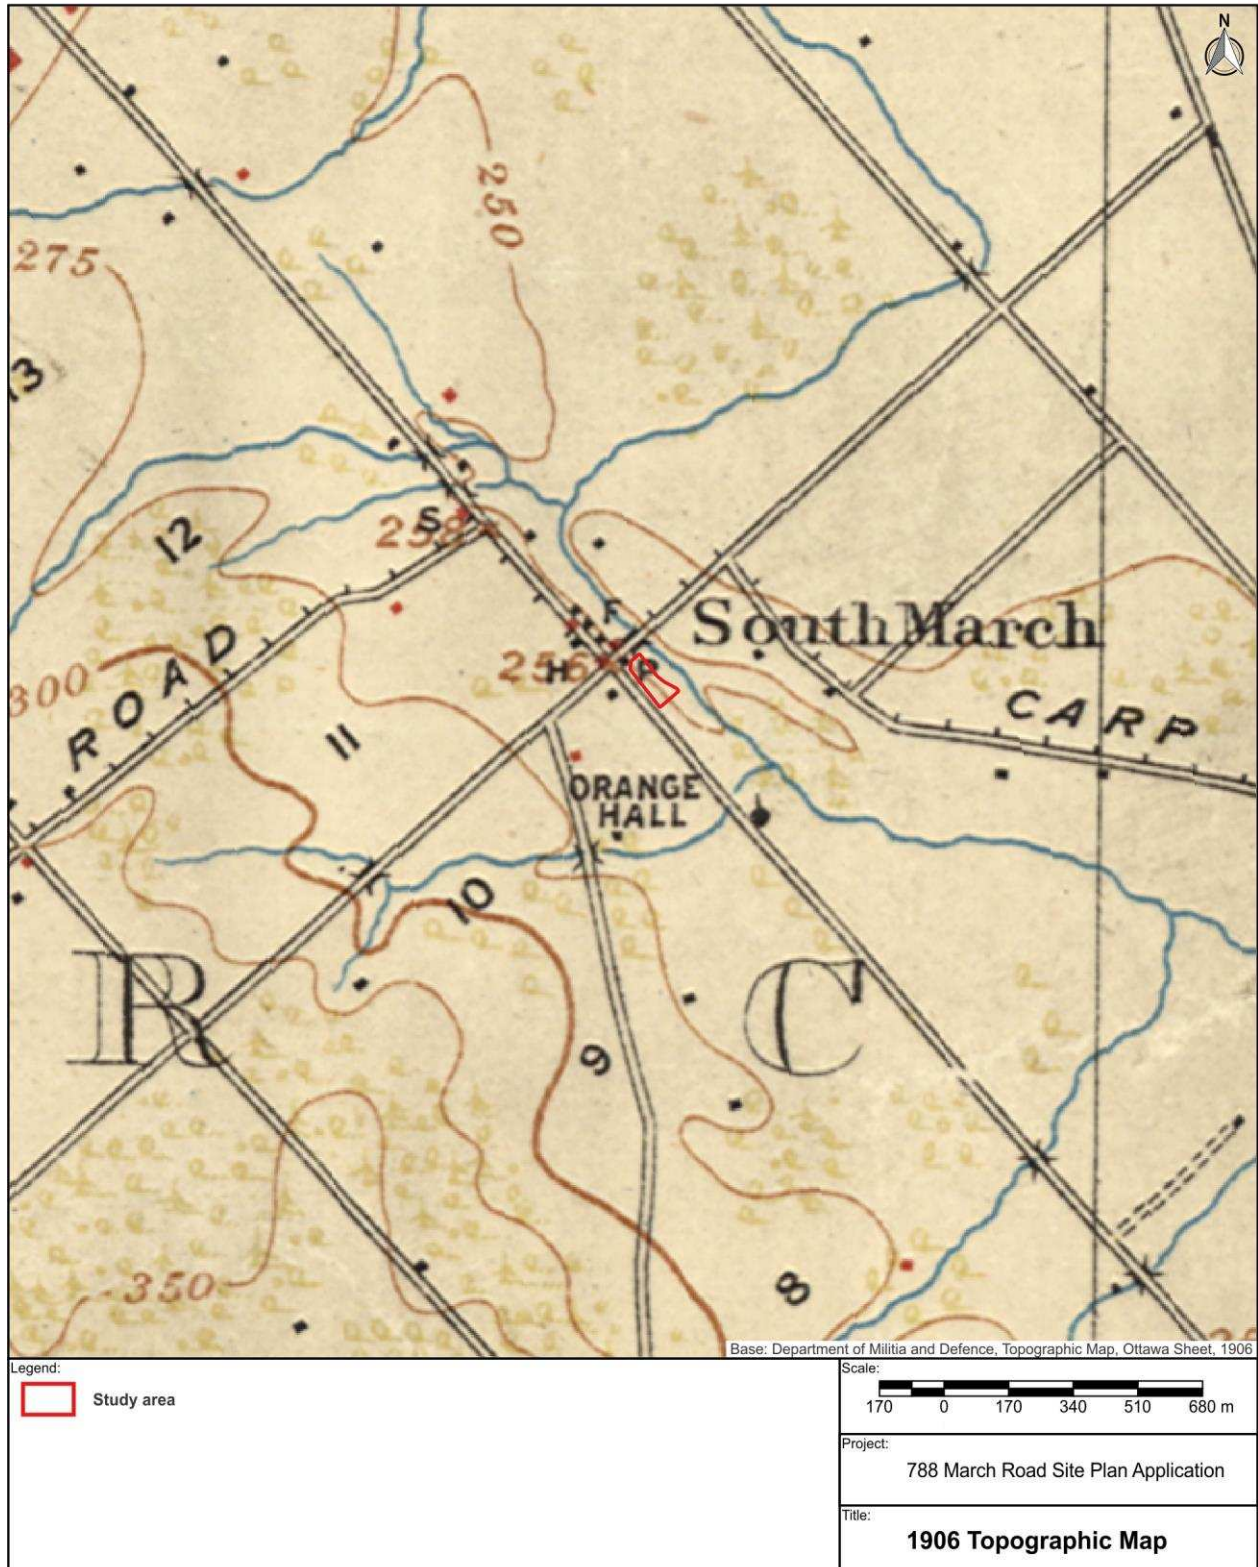 N
250
275
13
12
S
258
F
South March
256
H
P
ROAD
300
11
CARP
ORANGE
HALL
10
R
C
9
8
350
Base: Department of Militia and Defence, Topographic Map, Ottawa Sheet, 1906
Legend:
Study area
Scale:
170 0 170 340 510 680 m
Project:
788 March Road Site Plan Application
Title:
1906 Topographic Map